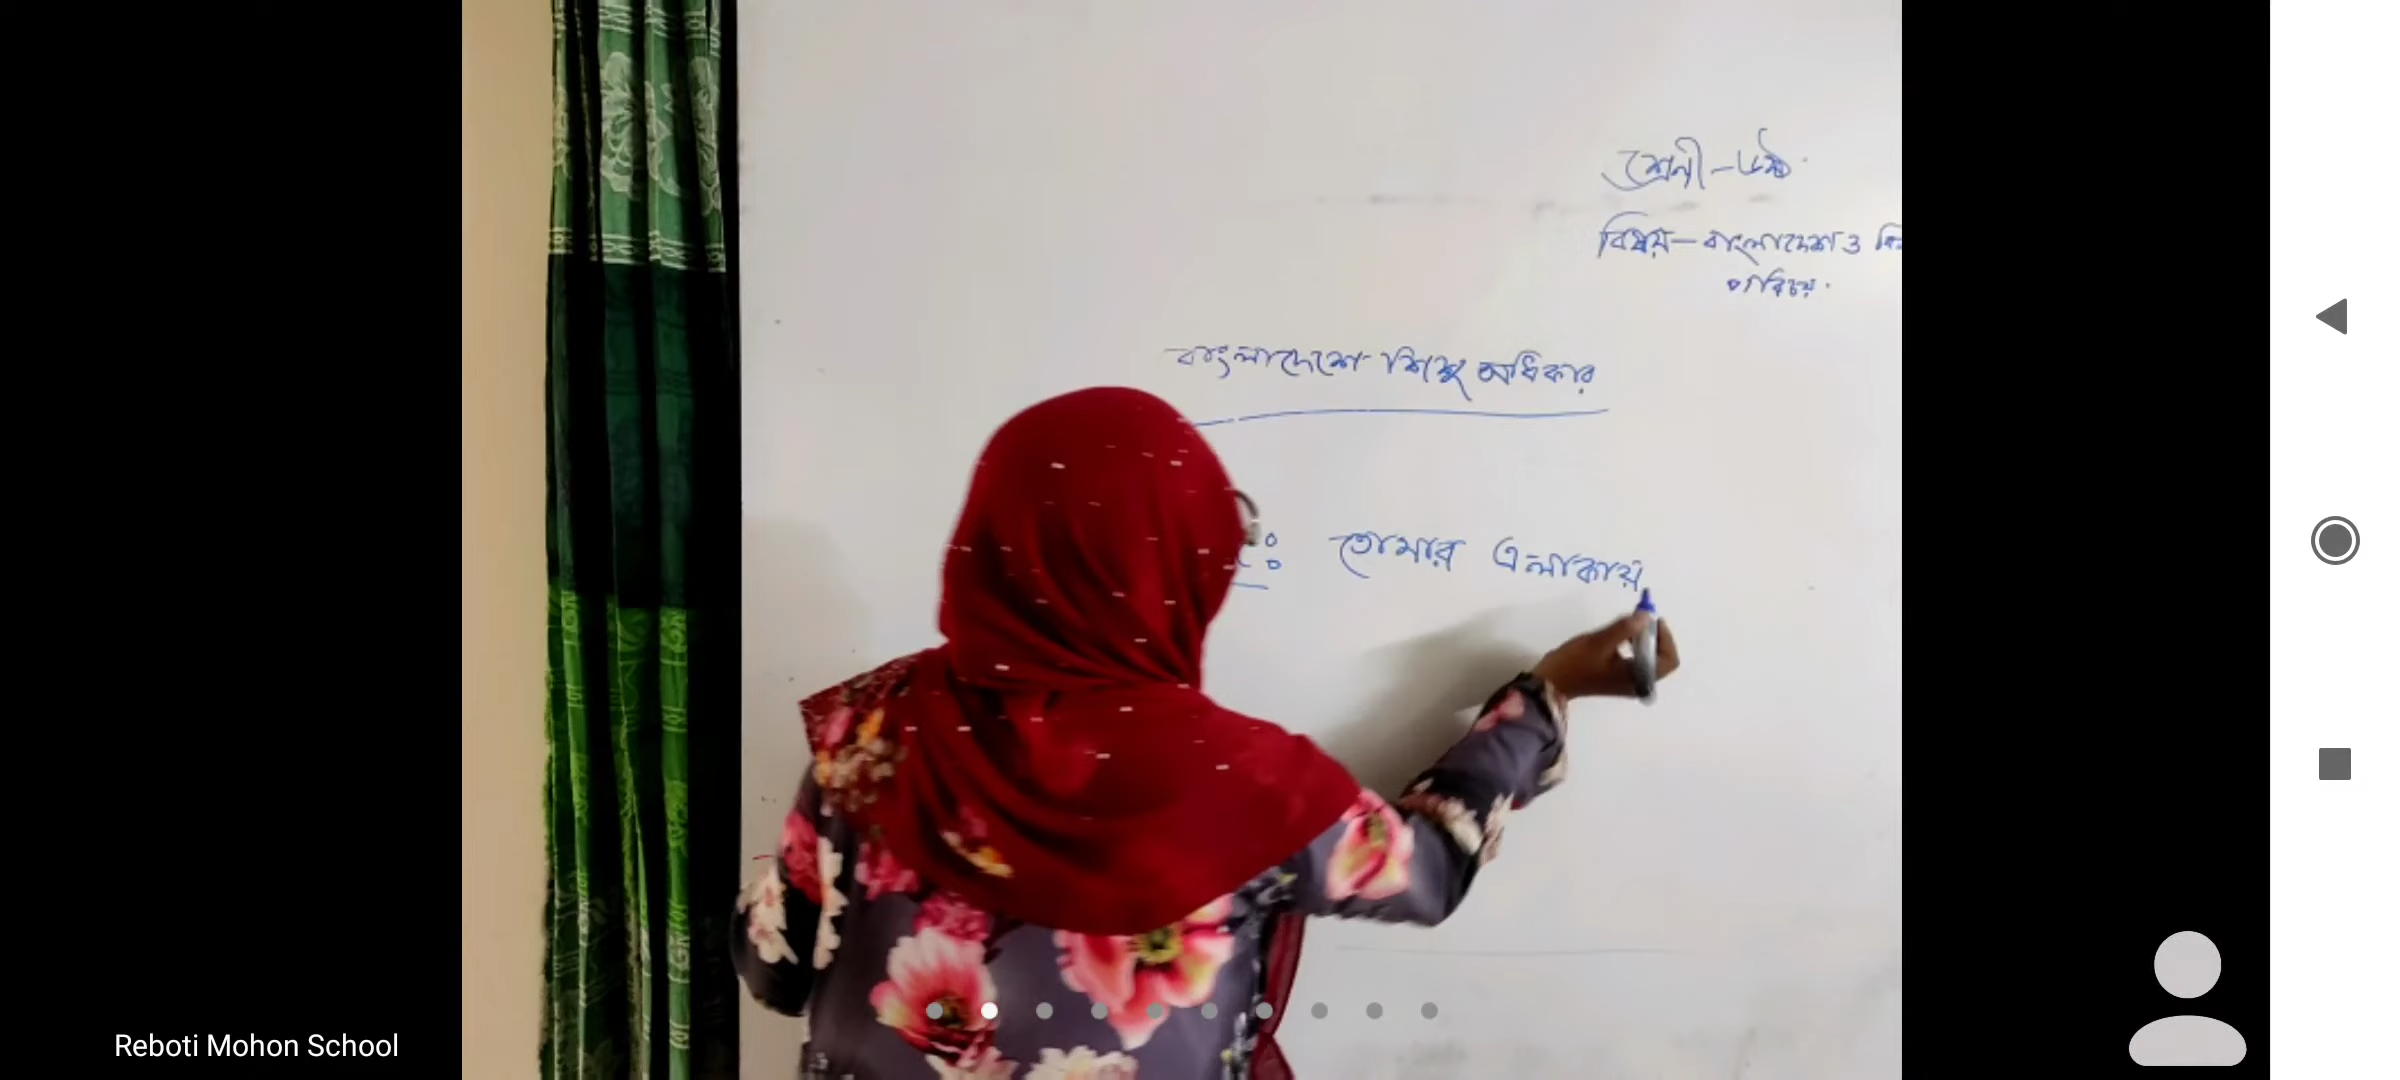 শ্রেনী - ৬ষ্ঠ
বিষয় - বাংলাদেশ ও
পরিচয়
বাংলাদেশে শিশু অধিকার
: তোমার এলাকায়
Reboti Mohon School